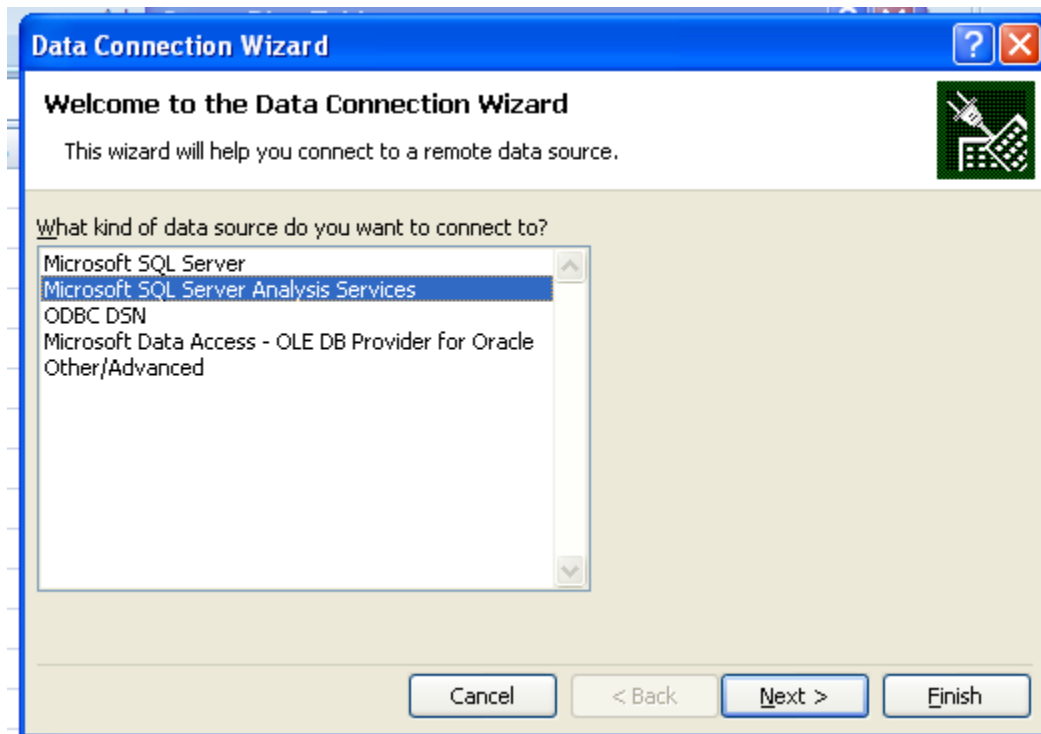 Data Connection Wizard
?
Welcome to the Data Connection Wizard
This wizard will help you connect to a remote data source.
What kind of data source do you want to connect to?
Microsoft SQL Server
Microsoft SQL Server Analysis Services
ODBC DSN
Microsoft Data Access - OLE DB Provider for Oracle
Other/Advanced
Cancel
< Back
Next >
Finish